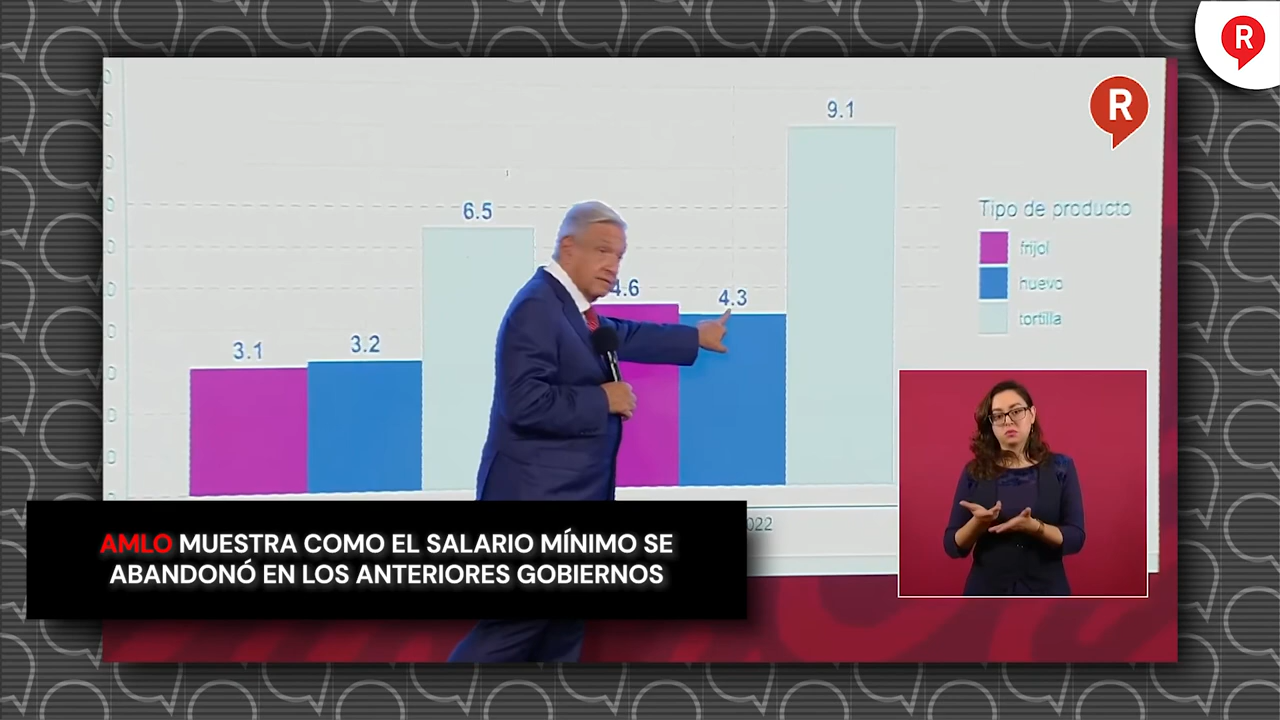 R
R
9.1
6.5
Tipo de producto
frijol
huevo
tortilla
4.6
4.3
3.2
3.1
AMLO MUESTRA COMO EL SALARIO MÍNIMO SE
ABANDONÓ EN LOS ANTERIORES GOBIERNOS